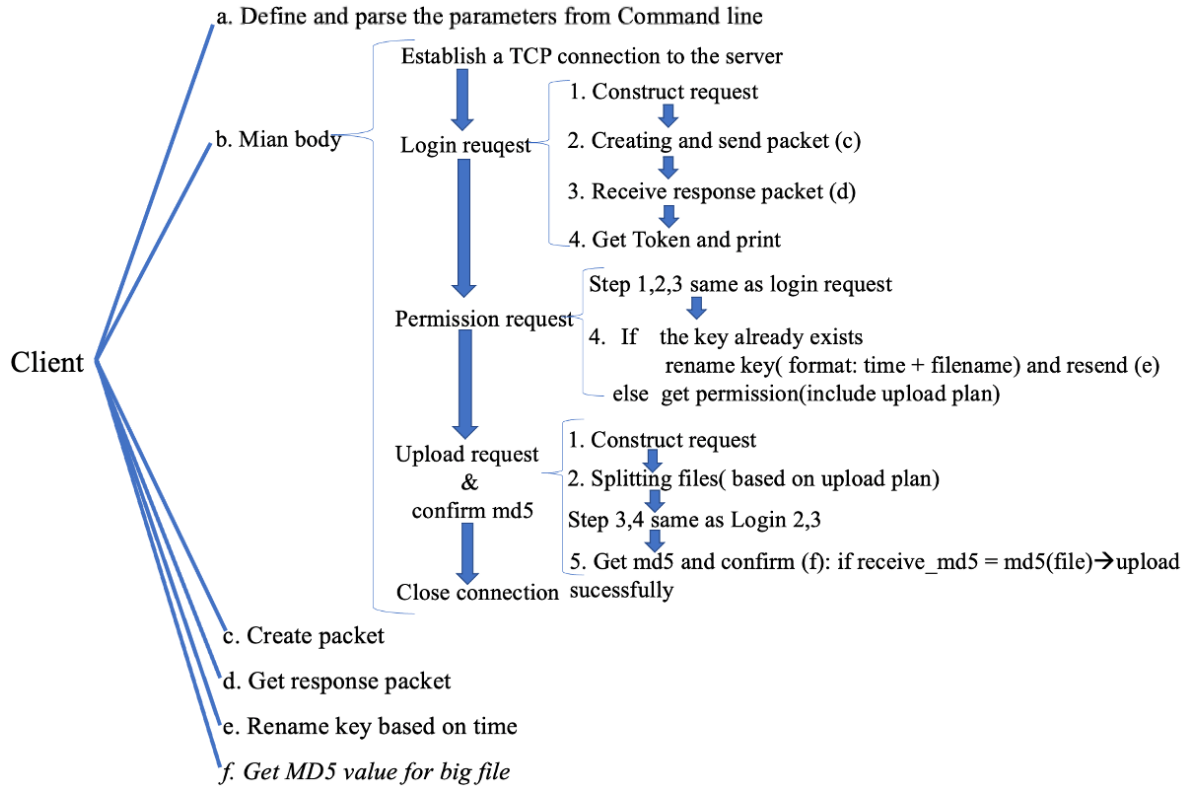 a. Define and parse the parameters from Command line
Establish a TCP connection to the server
1. Construct request
b. Mian body
Login reuqest
2. Creating and send packet (c)
3. Receive response packet (d)
4. Get Token and print
Step 1,2,3 same as login request
Permission request
4. If the key already exists
rename key( format: time + filename) and resend (e)
else get permission(include upload plan)
Client
Upload request
&
confirm md5
1. Construct request
2. Splitting files( based on upload plan)
Step 3,4 same as Login 2,3
5. Get md5 and confirm (f): if receive_md5 = md5(file)→upload
sucessfully
Close connection
c. Create packet
d. Get response packet
e. Rename key based on time
f. Get MD5 value for big file